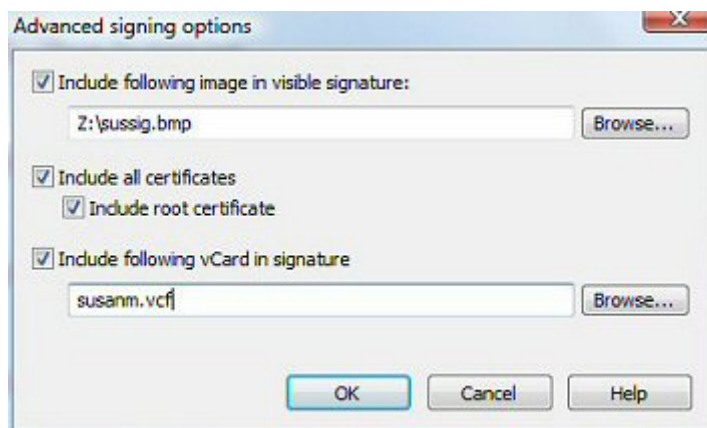 Advanced signing options
Include following image in visible signature:
Z:\sussig.bmp
Browse...
Include all certificates
Include root certificate
Include following vCard in signature
susanm.vcf
Browse...
OK
Cancel
Help